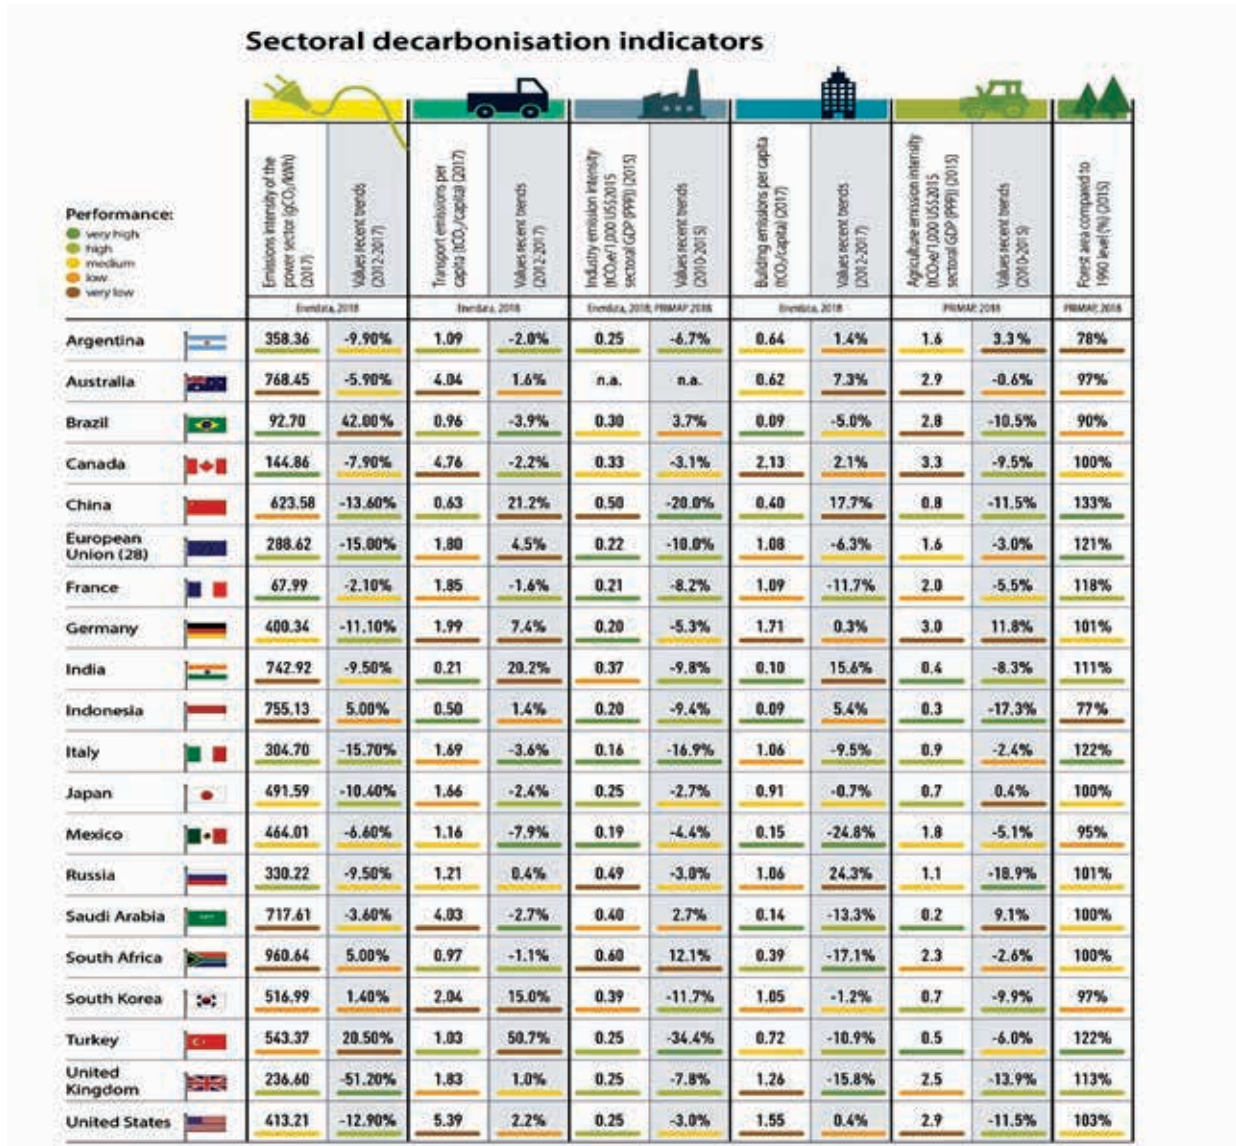 Sectoral decarbonisation indicators
Performance:
very high
high
medium
low
very low
Emissions intensity of the
power sector (gCO₂/kWh)
(2017)
Values recent trends
(2012-2017)
Transport emissions per
capita (tCO₂/capita) (2017)
Values recent trends
(2012-2017)
Industry emission intensity
(tCO₂e/1,000 US$2015
sectoral GDP (PPP)) (2015)
Values recent trends
(2010-2015)
Building emissions per capita
(tCO₂/capita) (2017)
Values recent trends
(2012-2017)
Agriculture emission intensity
(tCO₂e/1,000 US$2015
sectoral GDP (PPP)) (2015)
Values recent trends
(2010-2015)
Forest area compared to
1990 level (%) (2015)
Enerdata, 2018 Enerdata, 2018 Enerdata, 2018; PRIMAP 2018 Enerdata, 2018 PRIMAP, 2018 PRIMAP, 2018
Argentina 358.36 -9.90% 1.09 -2.0% 0.25 -6.7% 0.64 1.4% 1.6 3.3% 78%
Australia 768.45 -5.90% 4.04 1.6% n.a. n.a. 0.62 7.3% 2.9 -0.6% 97%
Brazil 92.70 42.00% 0.96 -3.9% 0.30 3.7% 0.09 -5.0% 2.8 -10.5% 90%
Canada 144.86 -7.90% 4.76 -2.2% 0.33 -3.1% 2.13 2.1% 3.3 -9.5% 100%
China 623.58 -13.60% 0.63 21.2% 0.50 -20.0% 0.40 17.7% 0.8 -11.5% 133%
European
Union (28) 288.62 -15.00% 1.80 4.5% 0.22 -10.0% 1.08 -6.3% 1.6 -3.0% 121%
France 67.99 -2.10% 1.85 -1.6% 0.21 -8.2% 1.09 -11.7% 2.0 -5.5% 118%
Germany 400.34 -11.10% 1.99 7.4% 0.20 -5.3% 1.71 0.3% 3.0 11.8% 101%
India 742.92 -9.50% 0.21 20.2% 0.37 -9.8% 0.10 15.6% 0.4 -8.3% 111%
Indonesia 755.13 5.00% 0.50 1.4% 0.20 -9.4% 0.09 5.4% 0.3 -17.3% 77%
Italy 304.70 -15.70% 1.69 -3.6% 0.16 -16.9% 1.06 -9.5% 0.9 -2.4% 122%
Japan 491.59 -10.40% 1.66 -2.4% 0.25 -2.7% 0.91 -0.7% 0.7 0.4% 100%
Mexico 464.01 -6.60% 1.16 -7.9% 0.19 -4.4% 0.15 -24.8% 1.8 -5.1% 95%
Russia 330.22 -9.50% 1.21 0.4% 0.49 -3.0% 1.06 24.3% 1.1 -18.9% 101%
Saudi Arabia 717.61 -3.60% 4.03 -2.7% 0.40 2.7% 0.14 -13.3% 0.2 9.1% 100%
South Africa 960.64 5.00% 0.97 -1.1% 0.60 12.1% 0.39 -17.1% 2.3 -2.6% 100%
South Korea 516.99 1.40% 2.04 15.0% 0.39 -11.7% 1.05 -1.2% 0.7 -9.9% 97%
Turkey 543.37 20.50% 1.03 50.7% 0.25 -34.4% 0.72 -10.9% 0.5 -6.0% 122%
United
Kingdom 236.60 -51.20% 1.83 1.0% 0.25 -7.8% 1.26 -15.8% 2.5 -13.9% 113%
United States 413.21 -12.90% 5.39 2.2% 0.25 -3.0% 1.55 0.4% 2.9 -11.5% 103%